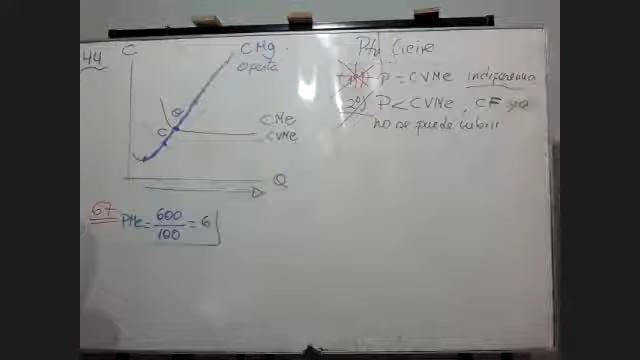 44
C
CMg
oferta
e
C
CMe
CVMe
Q
67 PMe = 600/100 = 6
Pto Cierre
P = CVMe indiferencia
2º) P < CVMe, CF
no se puede cubrir